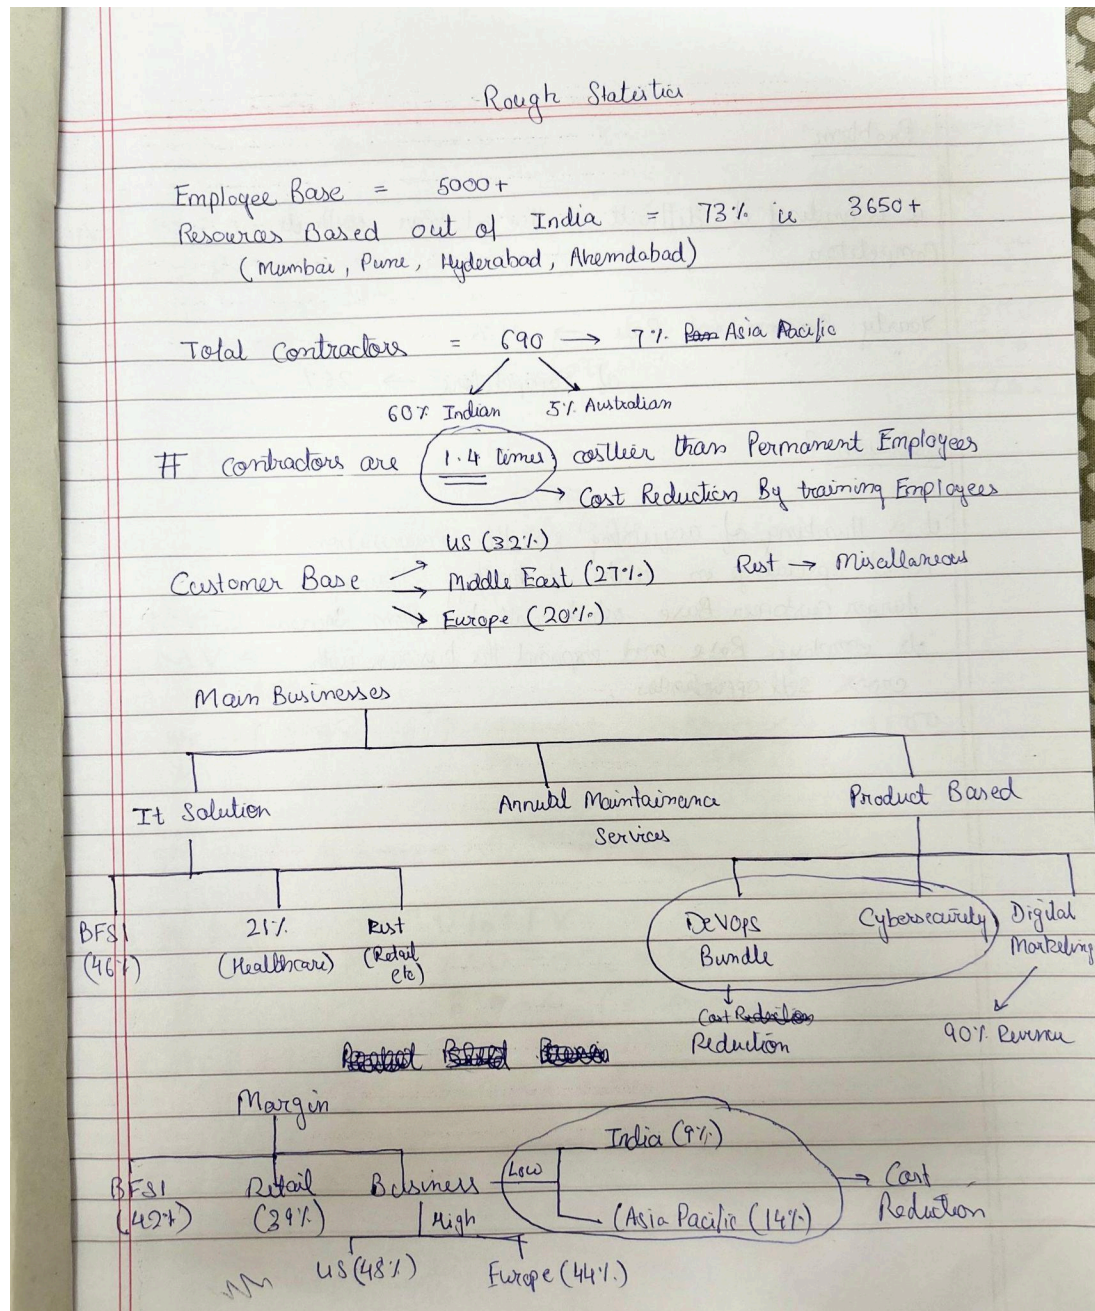 Rough Statistics
Employee Base = 5000+
Resources Based out of India = 73% ie 3650+
(Mumbai, Pune, Hyderabad, Ahemdabad)
Total Contractors = 690 → 7% Asia Pacific
60% Indian 5% Australian
# contractors are 1.4 times costlier than Permanent Employees
→ Cost Reduction By training Employees
US (32%)
Customer Base → Middle East (27%) Rest → Miscallaneous
Europe (20%)
Main Businesses
It Solution Annual Maintainance Product Based
Services
BFSI 21% Rest DevOps Cybersecurity Digital
(46%) (Healthcare) (Retail Bundle Marketing
etc)
Cost
Reduction 90% Revenue
Margin
India (9%)
BFSI Retail Business Low → Cost
(42%) (39%) High (Asia Pacific (14%) Reduction
US (48%) Europe (44%)